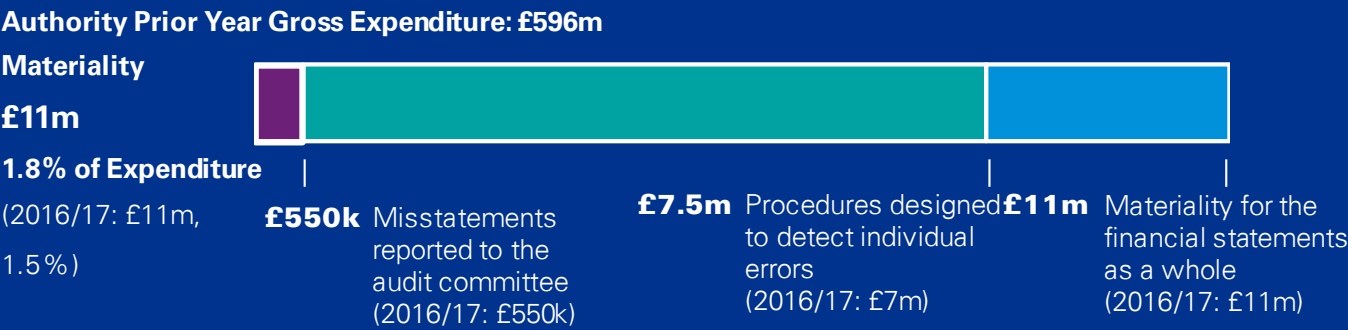 Authority Prior Year Gross Expenditure: £596m
Materiality
£11m
1.8% of Expenditure
(2016/17: £11m,
1.5%)
£550k Misstatements
reported to the
audit committee
(2016/17: £550k)
£7.5m Procedures designed
to detect individual
errors
(2016/17: £7m)
£11m Materiality for the
financial statements
as a whole
(2016/17: £11m)